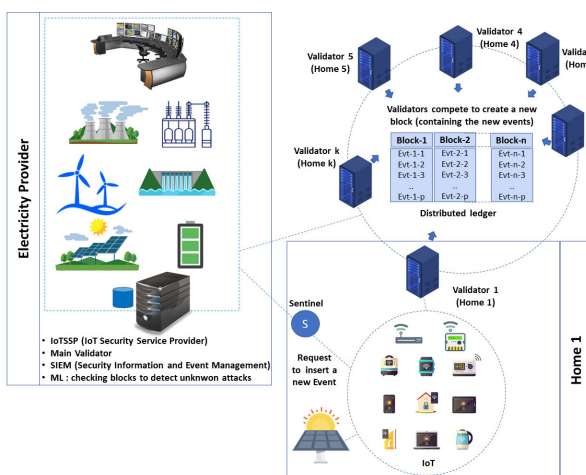 Electricity Provider
• IoTSSP (IoT Security Service Provider)
• Main Validator
• SIEM (Security Information and Event Management)
• ML : checking blocks to detect unknwon attacks
Validator 5
(Home 5)
Validator 4
(Home 4)
Valida
(Hom
Validators compete to create a new
block (containing the new events)
Validator k
(Home k)
Block-1 Block-2 Block-n
Evt-1-1 Evt-2-1 Evt-n-1
Evt-1-2 Evt-2-2 Evt-n-2
Evt-1-3 Evt-2-3 Evt-n-3
.. .. ..
Evt-1-p Evt-2-p Evt-n-p
Distributed ledger
Validator 1
(Home 1)
Sentinel
S
Request
to insert a
new Event
IoT
Home 1